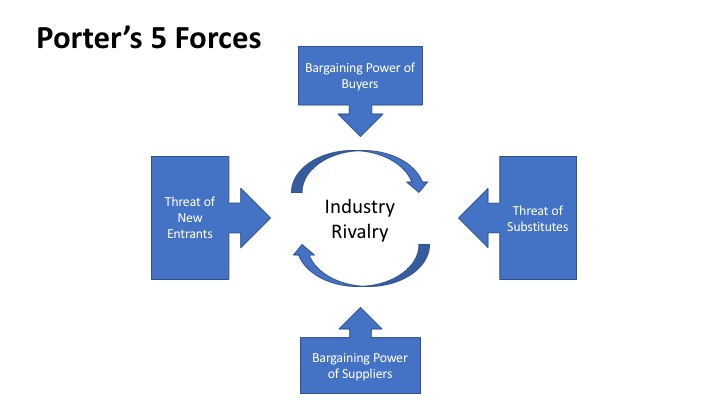 Porter’s 5 Forces
Bargaining Power of
Buyers
Threat of
New
Entrants
Industry
Rivalry
Threat of
Substitutes
Bargaining Power
of Suppliers